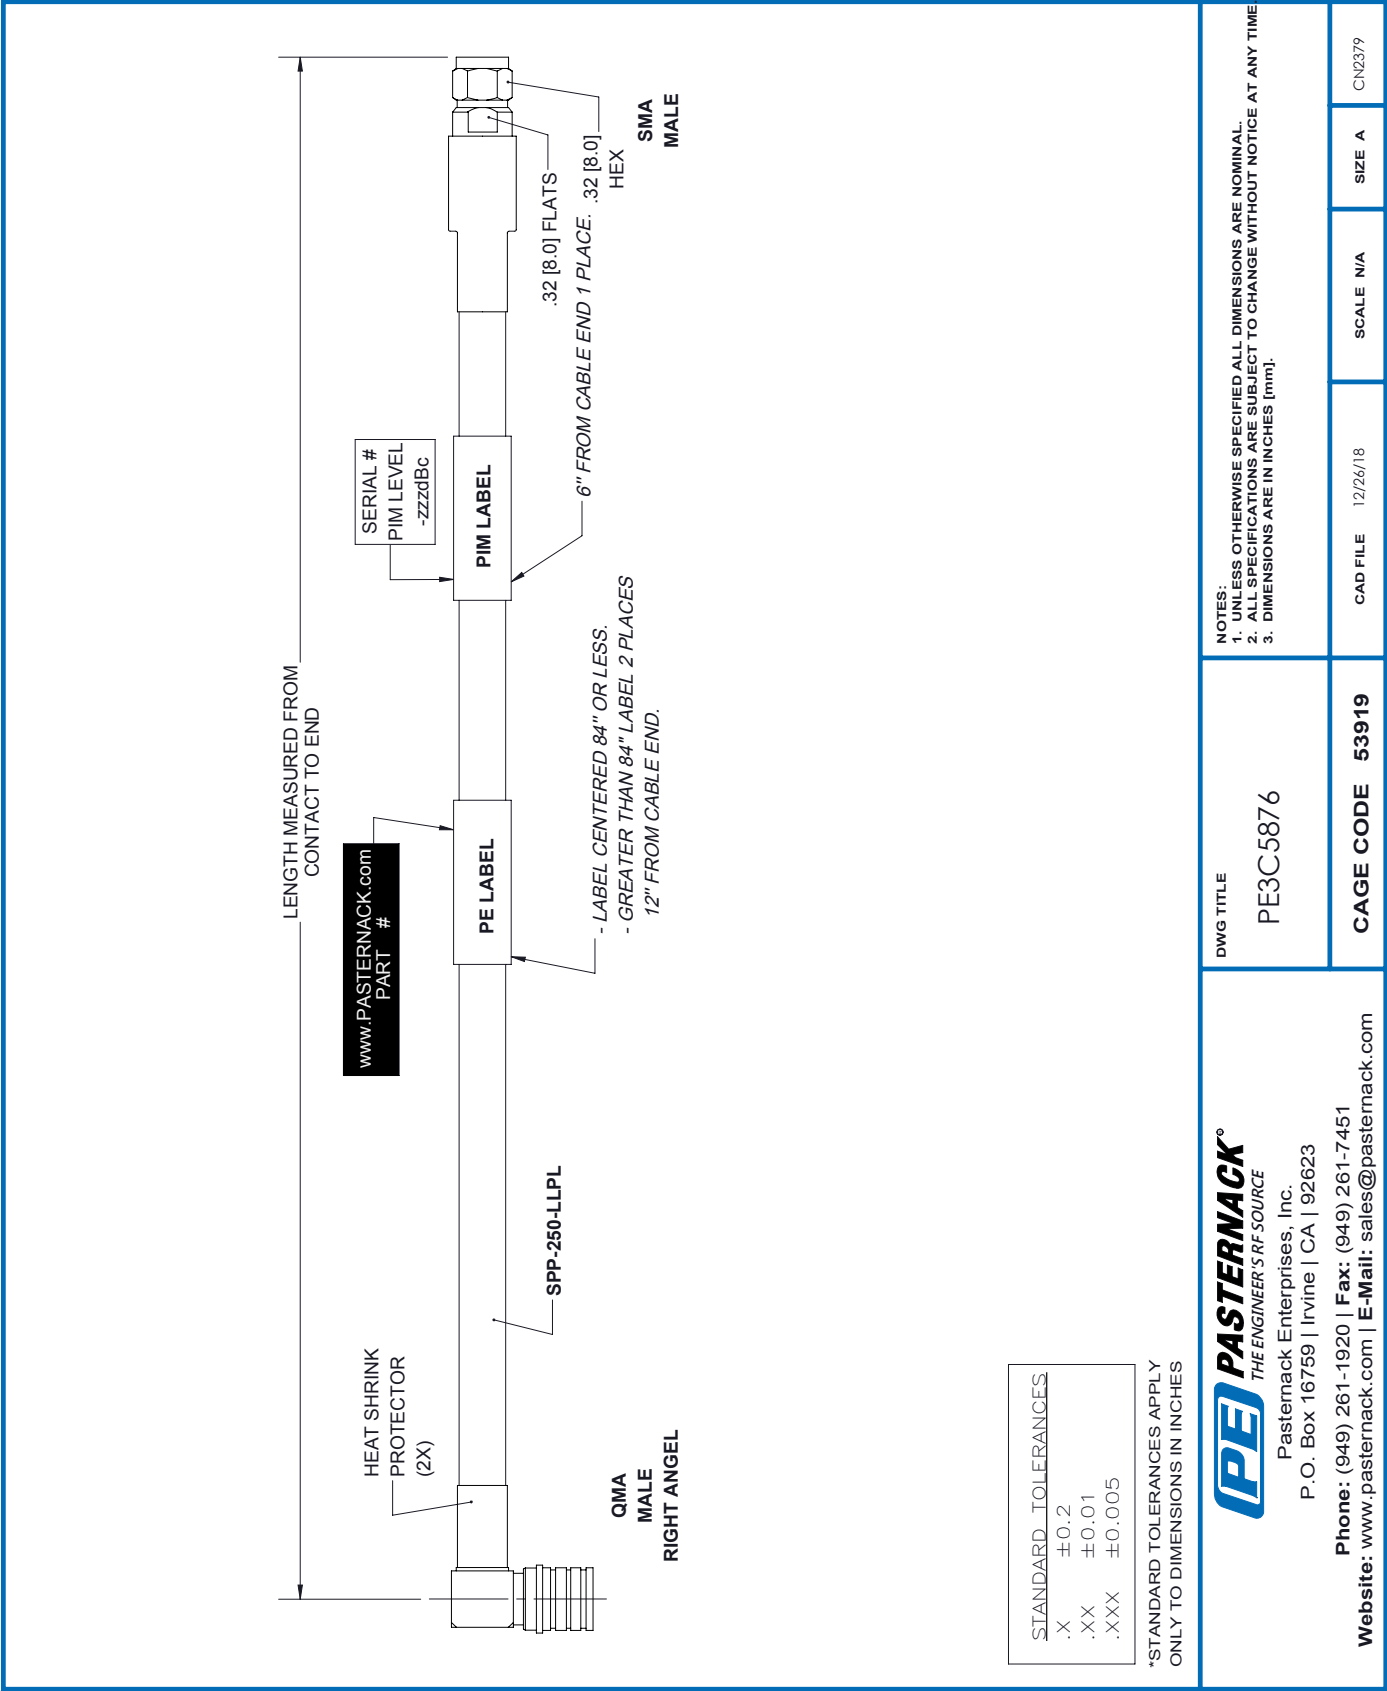 LENGTH MEASURED FROM
CONTACT TO END
www.PASTERNACK.com
PART #
SERIAL #
PIM LEVEL
-zzzdBc
HEAT SHRINK
PROTECTOR
(2X)
PE LABEL
PIM LABEL
SPP-250-LLPL
.32 [8.0] FLATS
6" FROM CABLE END 1 PLACE.
.32 [8.0]
HEX
- LABEL CENTERED 84" OR LESS.
- GREATER THAN 84" LABEL 2 PLACES
12" FROM CABLE END.
QMA
MALE
RIGHT ANGEL
SMA
MALE
STANDARD TOLERANCES
.X ±0.2
.XX ±0.01
.XXX ±0.005
*STANDARD TOLERANCES APPLY
ONLY TO DIMENSIONS IN INCHES
PE PASTERNACK®
THE ENGINEER'S RF SOURCE
Pasternack Enterprises, Inc.
P.O. Box 16759 | Irvine | CA | 92623
Phone: (949) 261-1920 | Fax: (949) 261-7451
Website: www.pasternack.com | E-Mail: sales@pasternack.com
DWG TITLE
PE3C5876
CAGE CODE 53919
NOTES:
1. UNLESS OTHERWISE SPECIFIED ALL DIMENSIONS ARE NOMINAL.
2. ALL SPECIFICATIONS ARE SUBJECT TO CHANGE WITHOUT NOTICE AT ANY TIME.
3. DIMENSIONS ARE IN INCHES [mm].
CAD FILE 12/26/18
SCALE N/A
SIZE A
CN2379